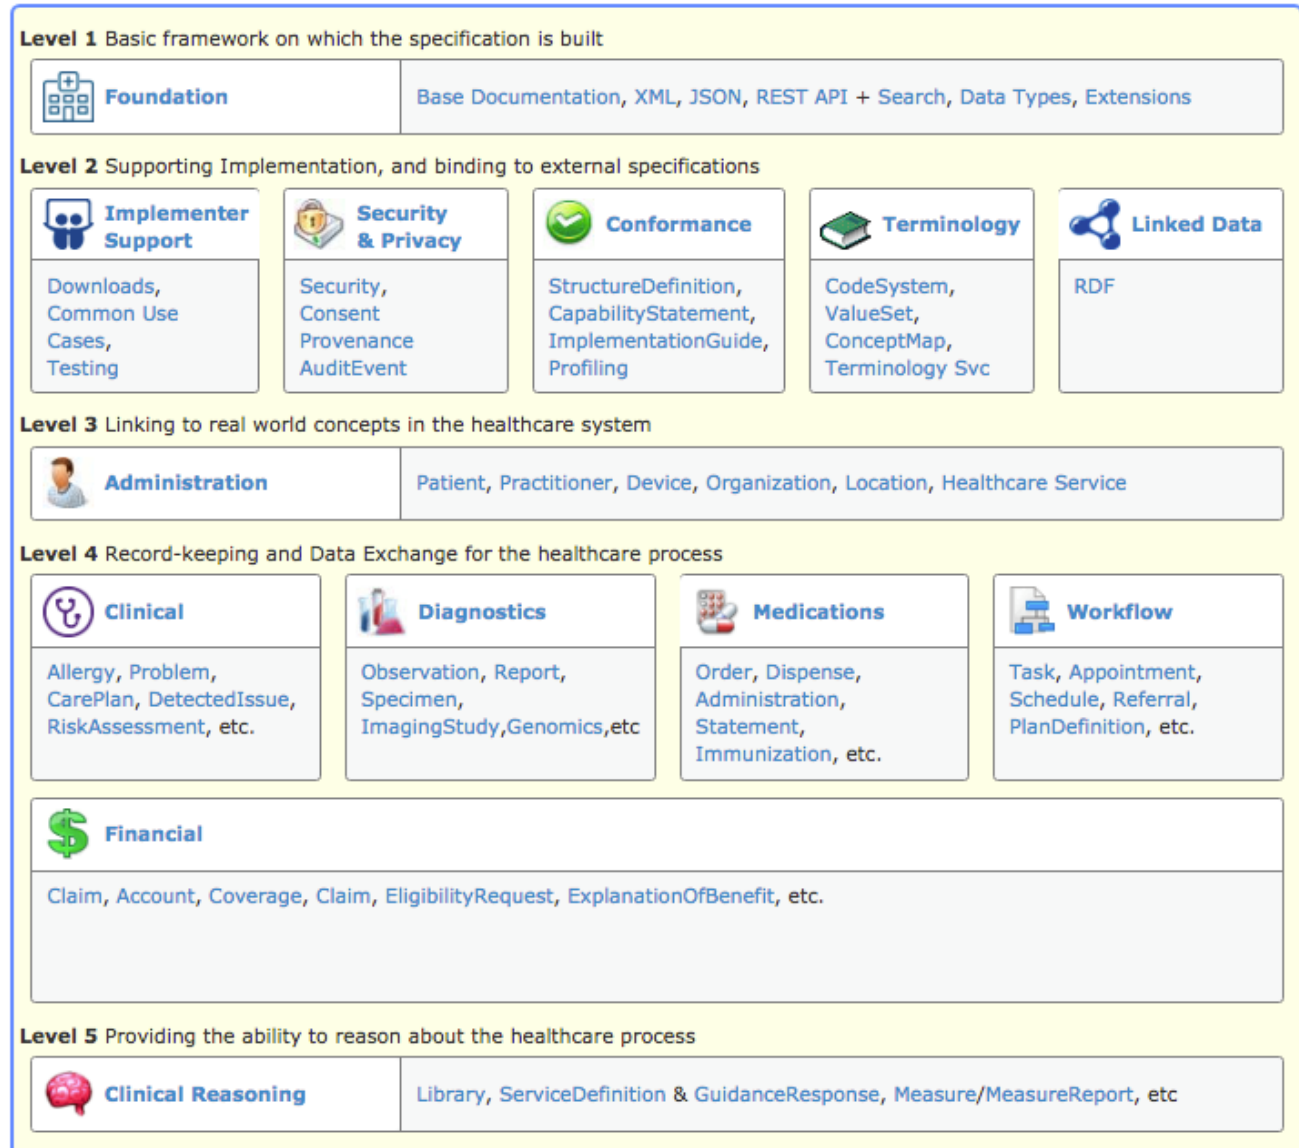 Level 1 Basic framework on which the specification is built
Foundation
Base Documentation, XML, JSON, REST API + Search, Data Types, Extensions
Level 2 Supporting Implementation, and binding to external specifications
Implementer
Support
Downloads,
Common Use
Cases,
Testing
Security
& Privacy
Security,
Consent
Provenance
AuditEvent
Conformance
StructureDefinition,
CapabilityStatement,
ImplementationGuide,
Profiling
Terminology
CodeSystem,
ValueSet,
ConceptMap,
Terminology Svc
Linked Data
RDF
Level 3 Linking to real world concepts in the healthcare system
Administration
Patient, Practitioner, Device, Organization, Location, Healthcare Service
Level 4 Record-keeping and Data Exchange for the healthcare process
Clinical
Allergy, Problem,
CarePlan, DetectedIssue,
RiskAssessment, etc.
Diagnostics
Observation, Report,
Specimen,
ImagingStudy,Genomics,etc
Medications
Order, Dispense,
Administration,
Statement,
Immunization, etc.
Workflow
Task, Appointment,
Schedule, Referral,
PlanDefinition, etc.
Financial
Claim, Account, Coverage, Claim, EligibilityRequest, ExplanationOfBenefit, etc.
Level 5 Providing the ability to reason about the healthcare process
Clinical Reasoning
Library, ServiceDefinition & GuidanceResponse, Measure/MeasureReport, etc